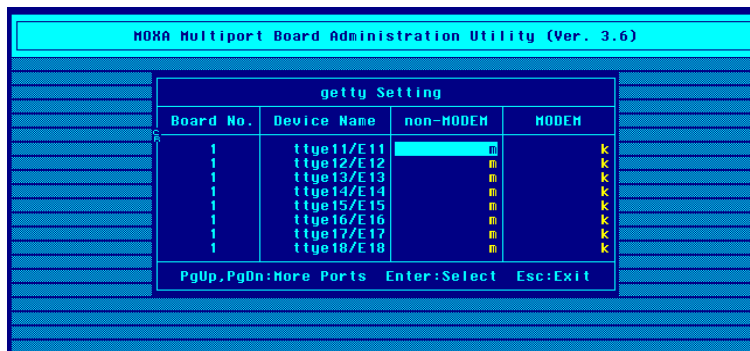 MOXA Multiport Board Administration Utility (Ver. 3.6)
getty Setting
Board No. Device Name non-MODEM MODEM
1 ttye11/E11 m k
1 ttye12/E12 m k
1 ttye13/E13 m k
1 ttye14/E14 m k
1 ttye15/E15 m k
1 ttye16/E16 m k
1 ttye17/E17 m k
1 ttye18/E18 m k
PgUp,PgDn:More Ports Enter:Select Esc:Exit